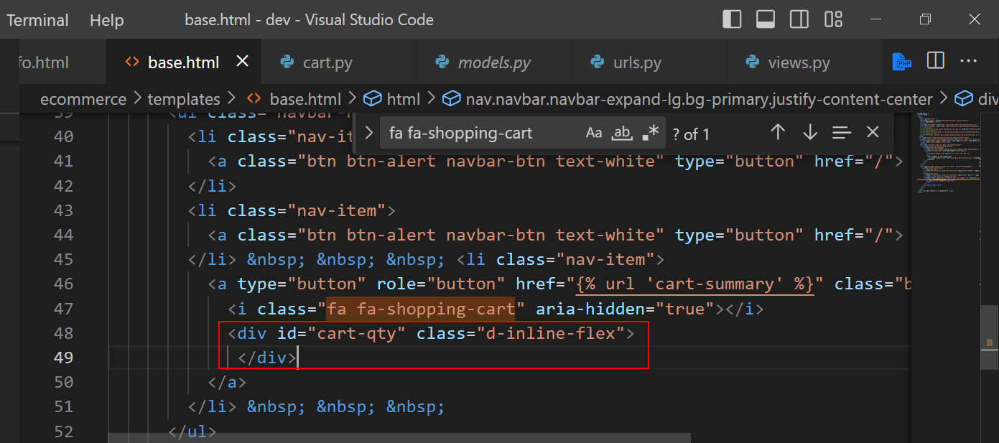 Terminal Help base.html - dev - Visual Studio Code
fo.html base.html cart.py models.py urls.py views.py PHP
ecommerce > templates > base.html > html > nav.navbar.navbar-expand-lg.bg-primary.justify-content-center > div
fa fa-shopping-cart Aa ab .* ? of 1
39 <ul class="navbar-n
40 <li class="nav-it
41 <a class="btn btn-alert navbar-btn text-white" type="button" href="/">
42 </li>
43 <li class="nav-item">
44 <a class="btn btn-alert navbar-btn text-white" type="button" href="/">
45 </li> &nbsp; &nbsp; &nbsp; <li class="nav-item">
46 <a type="button" role="button" href="{% url 'cart-summary' %}" class="b
47 <i class="fa fa-shopping-cart" aria-hidden="true"></i>
48 <div id="cart-qty" class="d-inline-flex">
49 </div>
50 </a>
51 </li> &nbsp; &nbsp; &nbsp;
52 </ul>